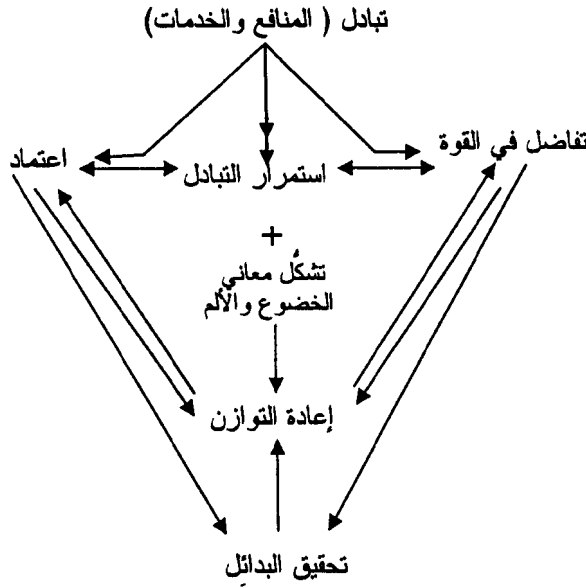 تبادل ( المنافع والخدمات)
تفاضل في القوة
استمرار التبادل
اعتماد
+
تشكُّل معاني
الخضوع والألم
إعادة التوازن
تحقيق البدائل